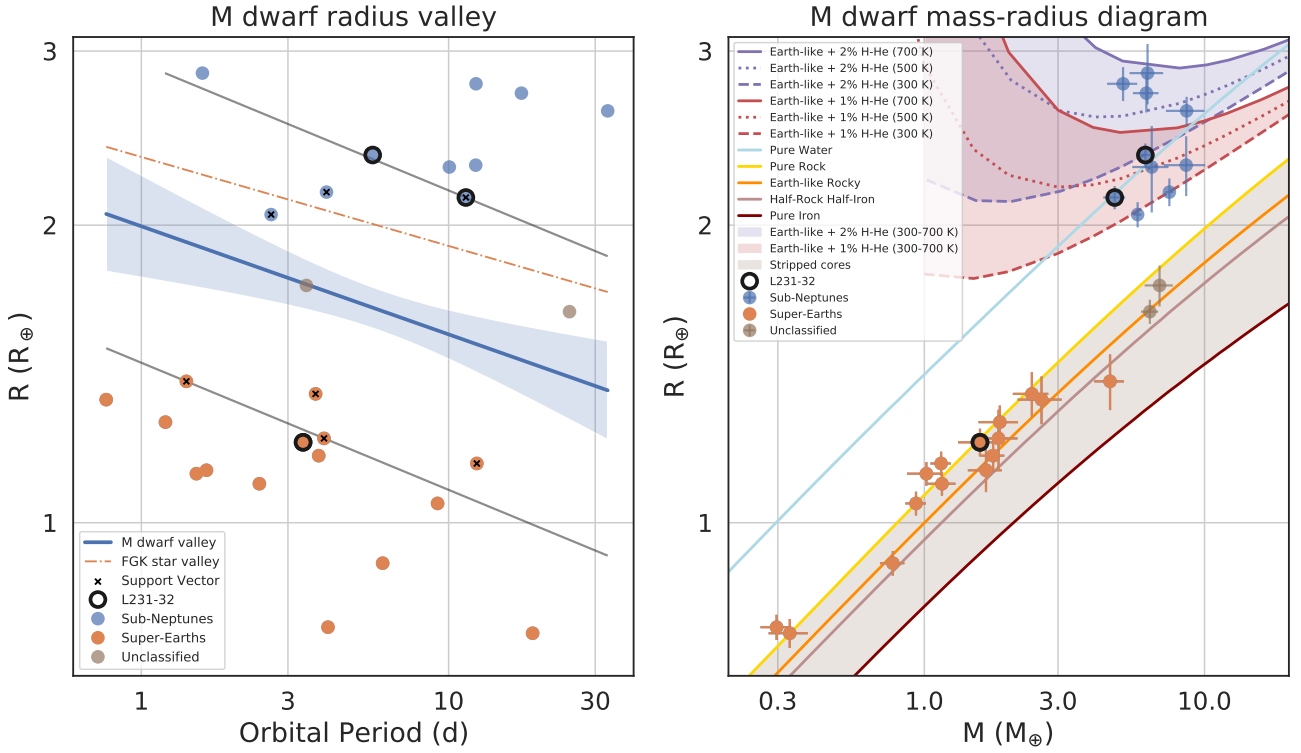 M dwarf radius valley
3
2
1
R (R⊕)
1
3
10
30
Orbital Period (d)
M dwarf valley
FGK star valley
Support Vector
L231-32
Sub-Neptunes
Super-Earths
Unclassified
M dwarf mass-radius diagram
3
2
1
R (R⊕)
0.3
1.0
3.0
10.0
M (M⊕)
Earth-like + 2% H-He (700 K)
Earth-like + 2% H-He (500 K)
Earth-like + 2% H-He (300 K)
Earth-like + 1% H-He (700 K)
Earth-like + 1% H-He (500 K)
Earth-like + 1% H-He (300 K)
Pure Water
Pure Rock
Earth-like Rocky
Half-Rock Half-Iron
Pure Iron
Earth-like + 2% H-He (300-700 K)
Earth-like + 1% H-He (300-700 K)
Stripped cores
L231-32
Sub-Neptunes
Super-Earths
Unclassified